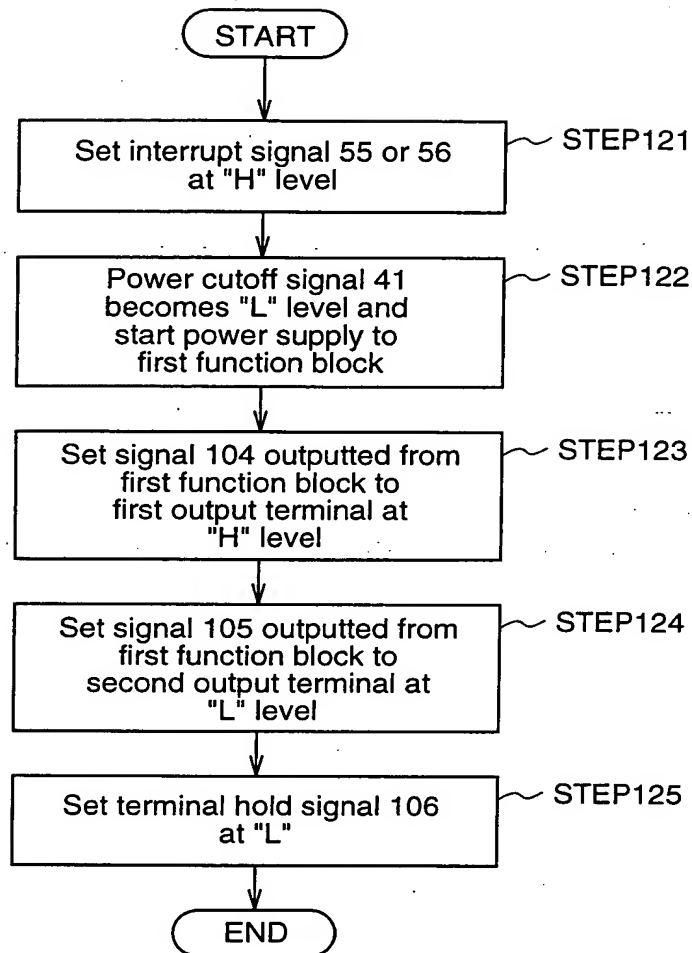 START
Set interrupt signal 55 or 56
at "H" level
STEP121
Power cutoff signal 41
becomes "L" level and
start power supply to
first function block
STEP122
Set signal 104 outputted from
first function block to
first output terminal at
"H" level
STEP123
Set signal 105 outputted from
first function block to
second output terminal at
"L" level
STEP124
Set terminal hold signal 106
at "L"
STEP125
END